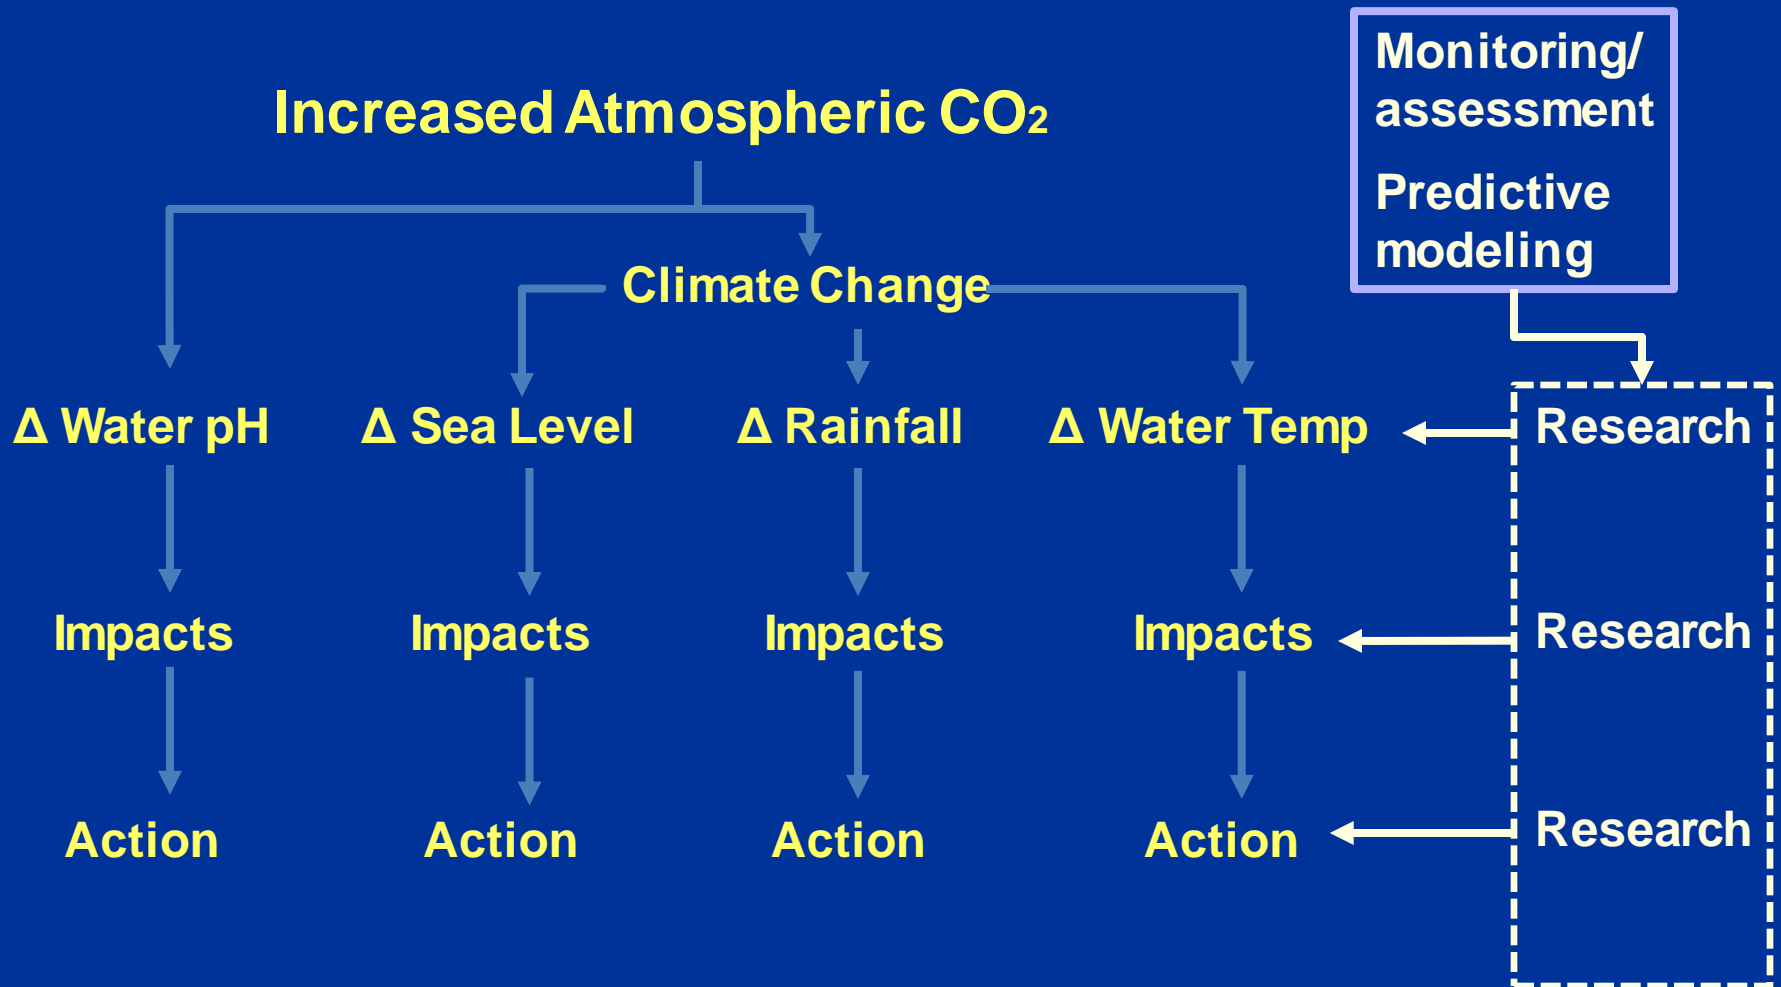 Increased Atmospheric CO₂
Monitoring/
assessment
Predictive
modeling
Climate Change
Δ Water pH
Δ Sea Level
Δ Rainfall
Δ Water Temp
Research
Impacts
Impacts
Impacts
Impacts
Research
Action
Action
Action
Action
Research